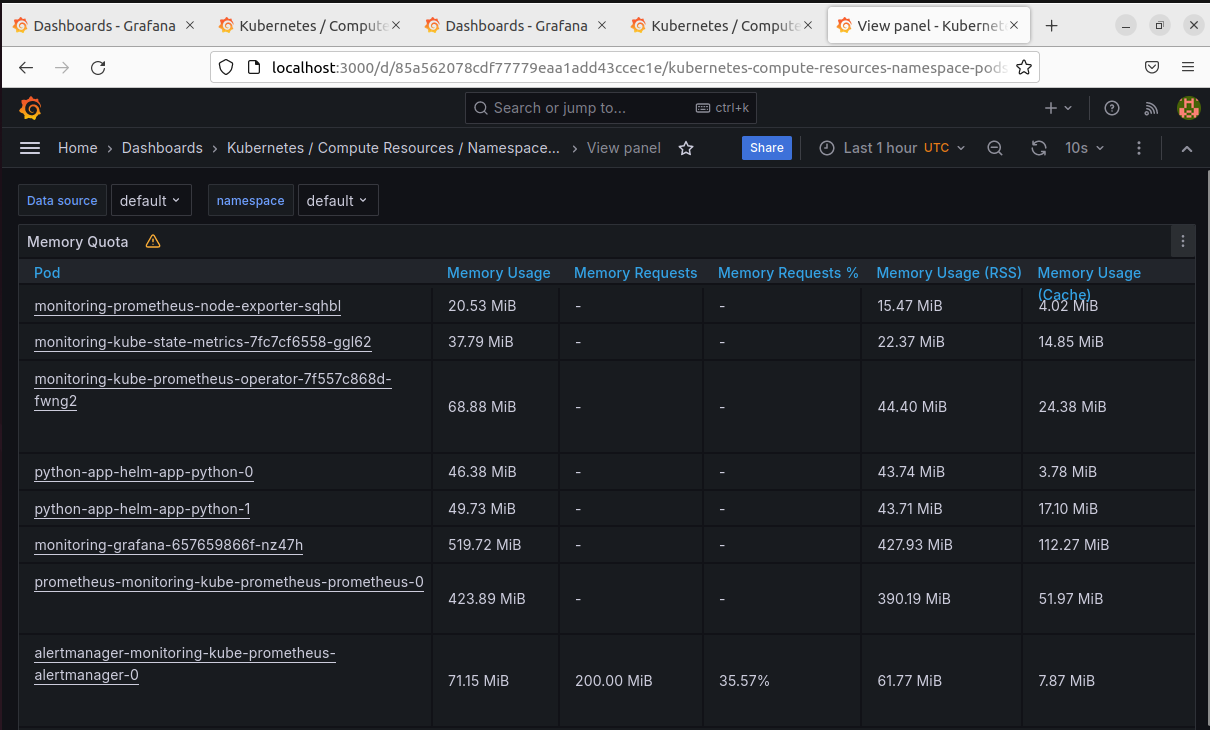 Dashboards - Grafana
Kubernetes / Compute
Dashboards - Grafana
Kubernetes / Compute
View panel - Kubernet
localhost:3000/d/85a562078cdf77779eaa1add43ccec1e/kubernetes-compute-resources-namespace-pods
Search or jump to...
ctrl+k
Home › Dashboards › Kubernetes / Compute Resources / Namespace... › View panel
Share
Last 1 hour UTC
10s
Data source default
namespace default
Memory Quota
Pod Memory Usage Memory Requests Memory Requests % Memory Usage (RSS) Memory Usage
(Cache)
monitoring-prometheus-node-exporter-sqhbl 20.53 MiB - - 15.47 MiB 4.02 MiB
monitoring-kube-state-metrics-7fc7cf6558-ggl62 37.79 MiB - - 22.37 MiB 14.85 MiB
monitoring-kube-prometheus-operator-7f557c868d-
fwng2
68.88 MiB - - 44.40 MiB 24.38 MiB
python-app-helm-app-python-0 46.38 MiB - - 43.74 MiB 3.78 MiB
python-app-helm-app-python-1 49.73 MiB - - 43.71 MiB 17.10 MiB
monitoring-grafana-657659866f-nz47h 519.72 MiB - - 427.93 MiB 112.27 MiB
prometheus-monitoring-kube-prometheus-prometheus-0
423.89 MiB - - 390.19 MiB 51.97 MiB
alertmanager-monitoring-kube-prometheus-
alertmanager-0
71.15 MiB 200.00 MiB 35.57% 61.77 MiB 7.87 MiB